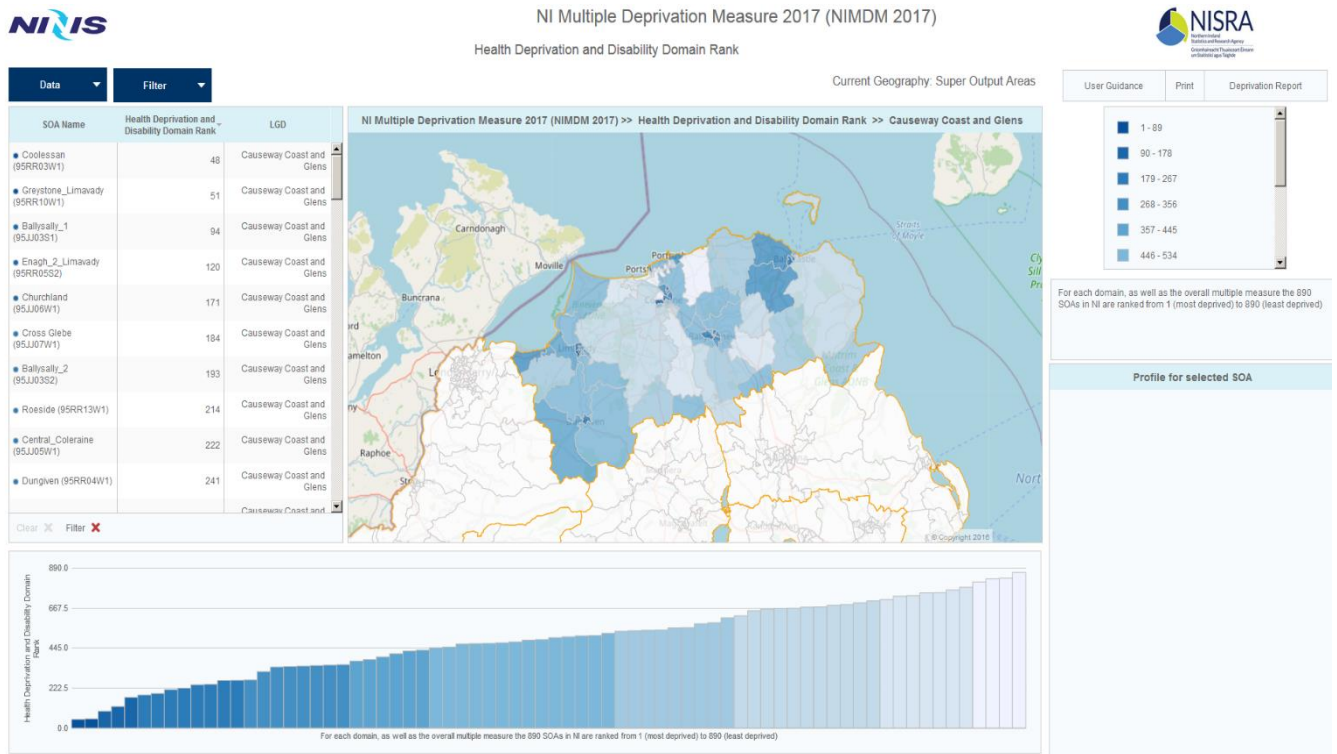 NINIS
NI Multiple Deprivation Measure 2017 (NIMDM 2017)
Health Deprivation and Disability Domain Rank
NISRA
Northern Ireland
Statistics and Research Agency
Data
Filter
Current Geography: Super Output Areas
User Guidance
Print
Deprivation Report
SOA Name
Health Deprivation and
Disability Domain Rank
LGD
Coolessan
(95RR03W1)
48
Causeway Coast and
Glens
Greystone_Limavady
(95RR10W1)
51
Causeway Coast and
Glens
Ballysally_1
(95JJ03S1)
94
Causeway Coast and
Glens
Enagh_2_Limavady
(95RR05S2)
120
Causeway Coast and
Glens
Churchland
(95JJ06W1)
171
Causeway Coast and
Glens
Cross Glebe
(95JJ07W1)
184
Causeway Coast and
Glens
Ballysally_2
(95JJ03S2)
193
Causeway Coast and
Glens
Roeside (95RR13W1)
214
Causeway Coast and
Glens
Central_Coleraine
(95JJ05W1)
222
Causeway Coast and
Glens
Dungiven (95RR04W1)
241
Causeway Coast and
Glens
Causeway Coast and
Clear
Filter
NI Multiple Deprivation Measure 2017 (NIMDM 2017) >> Health Deprivation and Disability Domain Rank >> Causeway Coast and Glens
Carndonagh
Straits
of Moyle
Moville
Buncrana
Raphoe
© Copyright 2016
1 - 89
90 - 178
179 - 267
268 - 356
357 - 445
446 - 534
For each domain, as well as the overall multiple measure the 890
SOAs in NI are ranked from 1 (most deprived) to 890 (least deprived)
Profile for selected SOA
Health Deprivation and Disability Domain
Rank
890.0
667.5
445.0
222.5
0.0
For each domain, as well as the overall multiple measure the 890 SOAs in NI are ranked from 1 (most deprived) to 890 (least deprived)